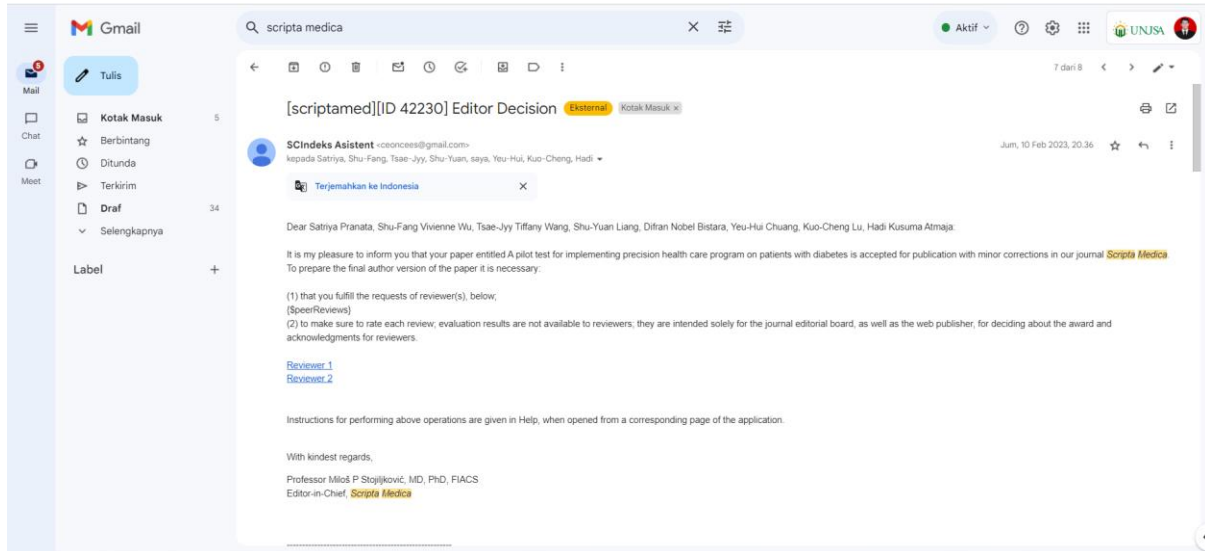 Gmail
scripta medica
Aktif
UNUSA
5
Mail
Chat
Meet
Tulis
Kotak Masuk 5
Berbintang
Ditunda
Terkirim
Draf 34
Selengkapnya
Label
7 dari 8
[scriptamed][ID 42230] Editor Decision Eksternal Kotak Masuk ×
SCIndeks Asistent <ceoncees@gmail.com> Jum, 10 Feb 2023, 20.36
kepada Satriya, Shu-Fang, Tsae-Jyy, Shu-Yuan, saya, Yeu-Hui, Kuo-Cheng, Hadi
Terjemahkan ke Indonesia
Dear Satriya Pranata, Shu-Fang Vivienne Wu, Tsae-Jyy Tiffany Wang, Shu-Yuan Liang, Difran Nobel Bistara, Yeu-Hui Chuang, Kuo-Cheng Lu, Hadi Kusuma Atmaja:
It is my pleasure to inform you that your paper entitled A pilot test for implementing precision health care program on patients with diabetes is accepted for publication with minor corrections in our journal Scripta Medica.
To prepare the final author version of the paper it is necessary:
(1) that you fulfill the requests of reviewer(s), below;
{$peerReviews}
(2) to make sure to rate each review; evaluation results are not available to reviewers; they are intended solely for the journal editorial board, as well as the web publisher, for deciding about the award and
acknowledgments for reviewers.
Reviewer 1
Reviewer 2
Instructions for performing above operations are given in Help, when opened from a corresponding page of the application.
With kindest regards,
Professor Miloš P Stojiljković, MD, PhD, FIACS
Editor-in-Chief, Scripta Medica